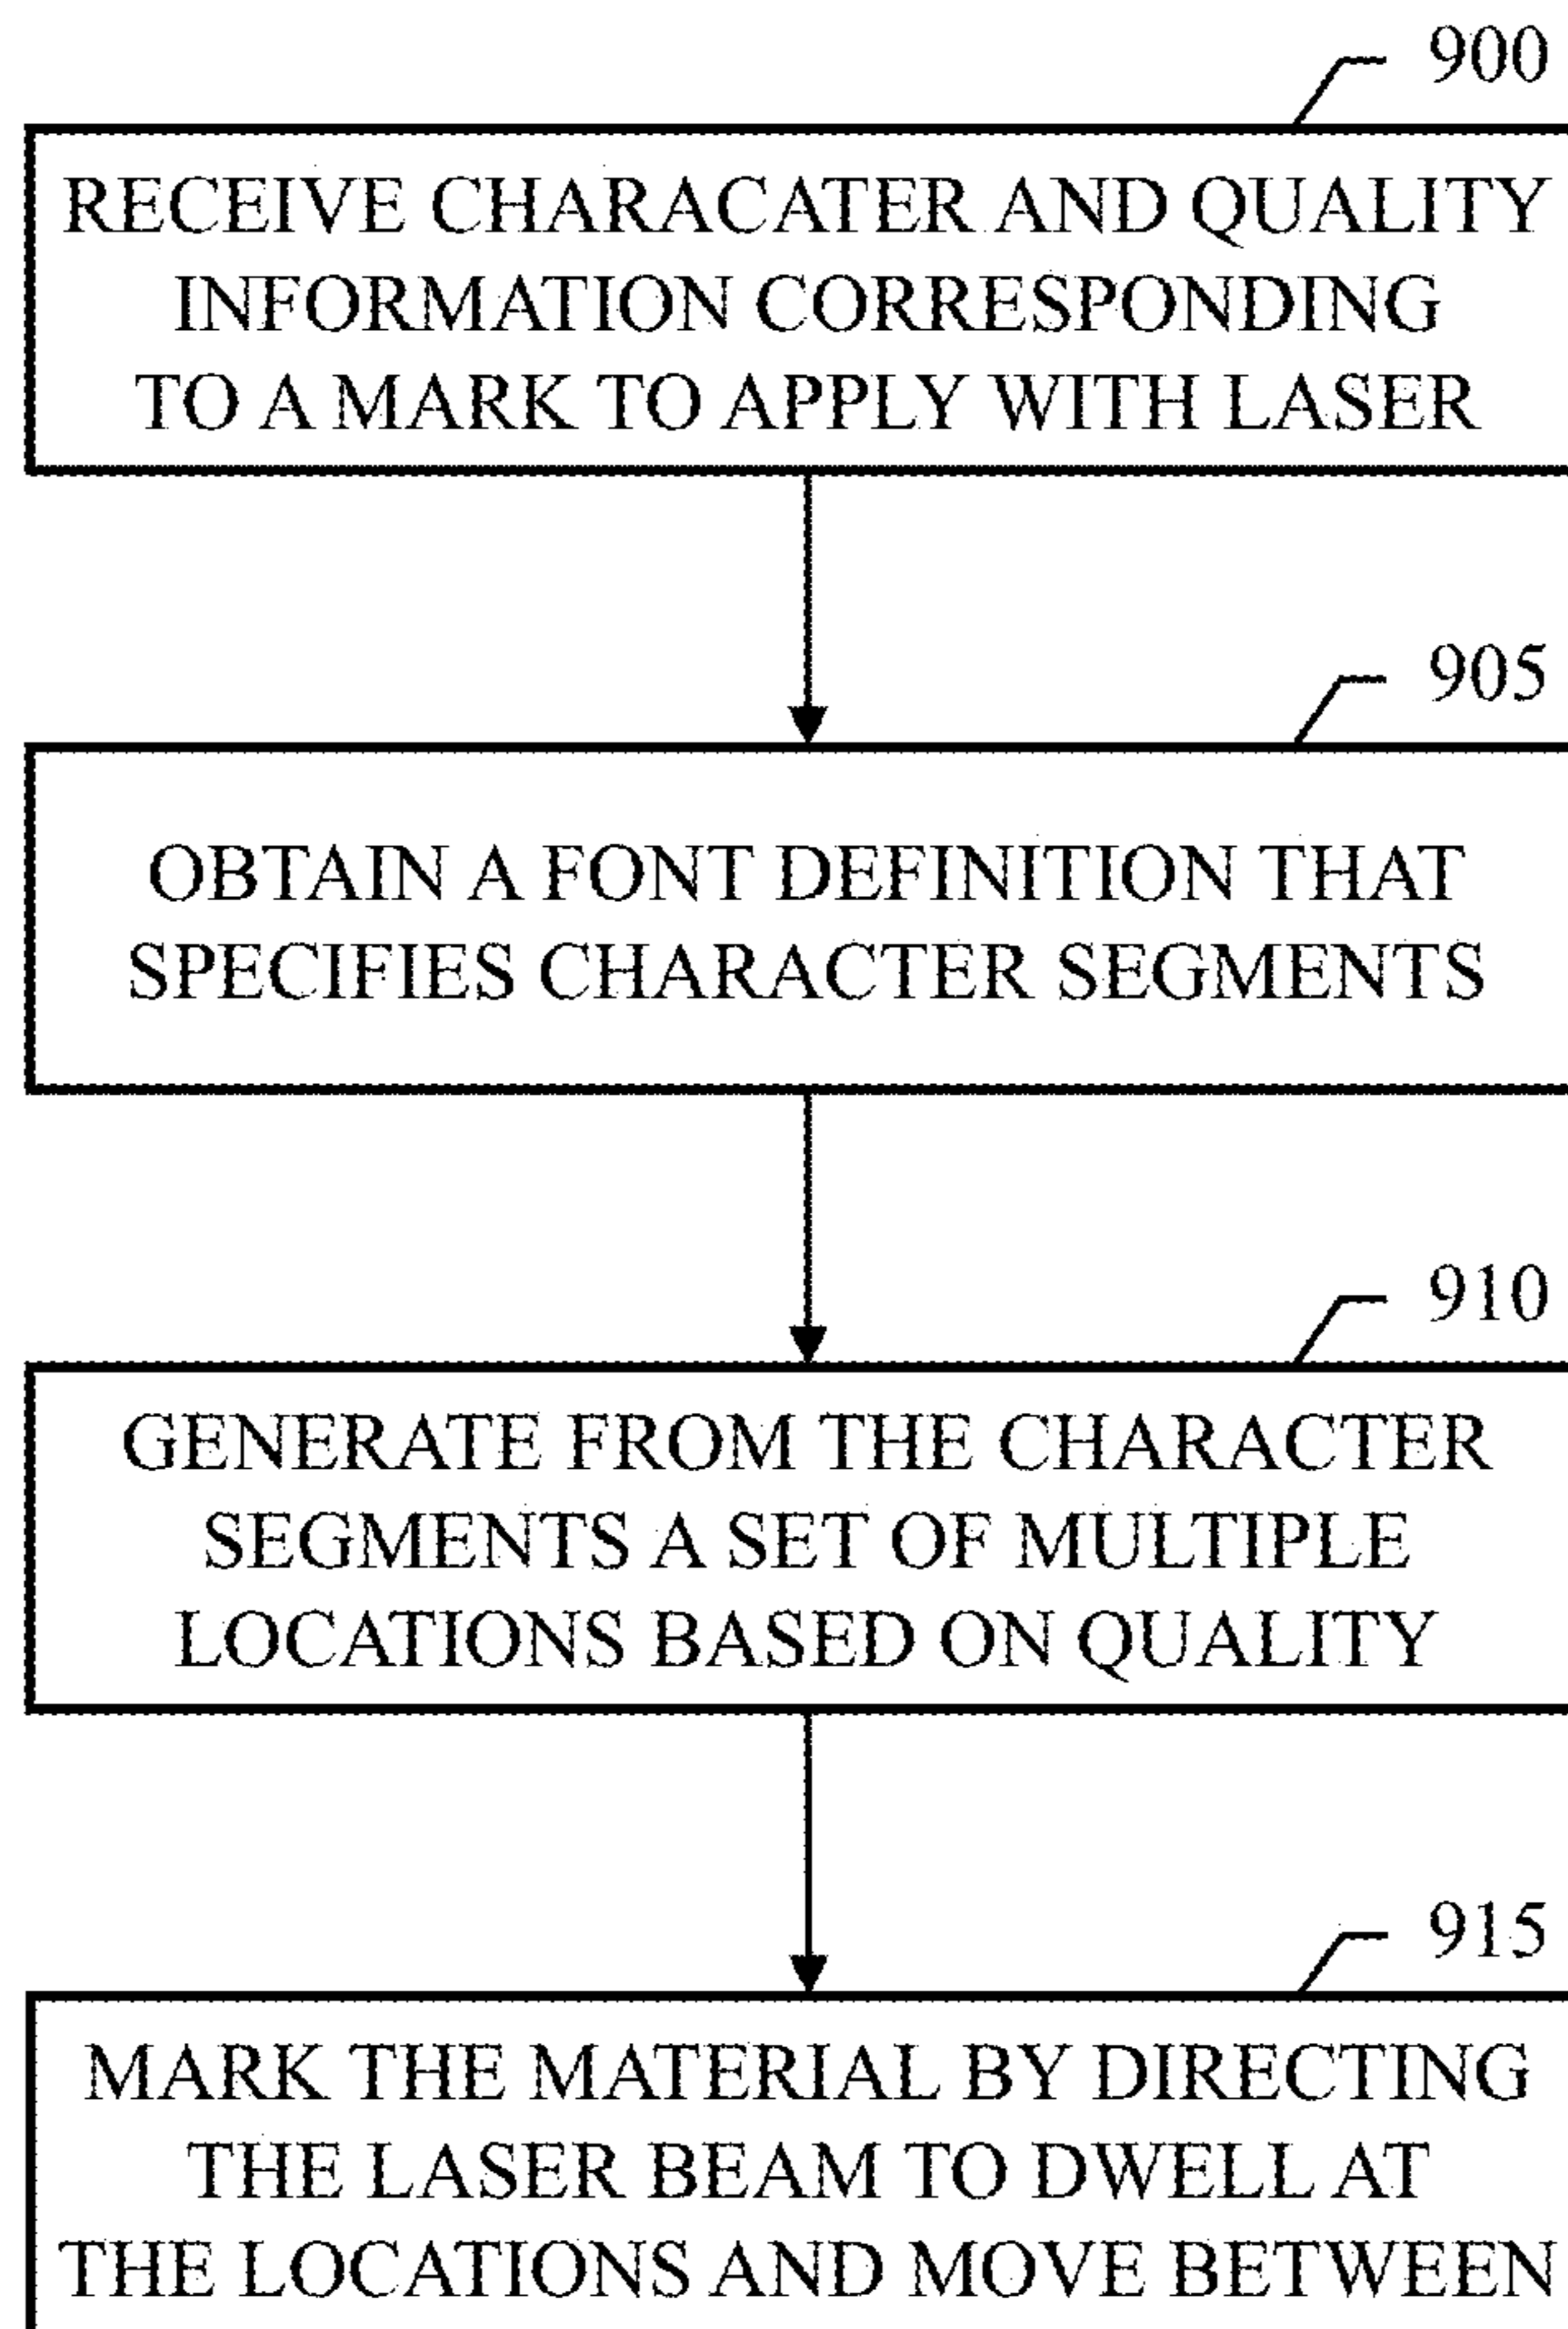 900
RECEIVE CHARACATER AND QUALITY
INFORMATION CORRESPONDING
TO A MARK TO APPLY WITH LASER
905
OBTAIN A FONT DEFINITION THAT
SPECIFIES CHARACTER SEGMENTS
910
GENERATE FROM THE CHARACTER
SEGMENTS A SET OF MULTIPLE
LOCATIONS BASED ON QUALITY
915
MARK THE MATERIAL BY DIRECTING
THE LASER BEAM TO DWELL AT
THE LOCATIONS AND MOVE BETWEEN